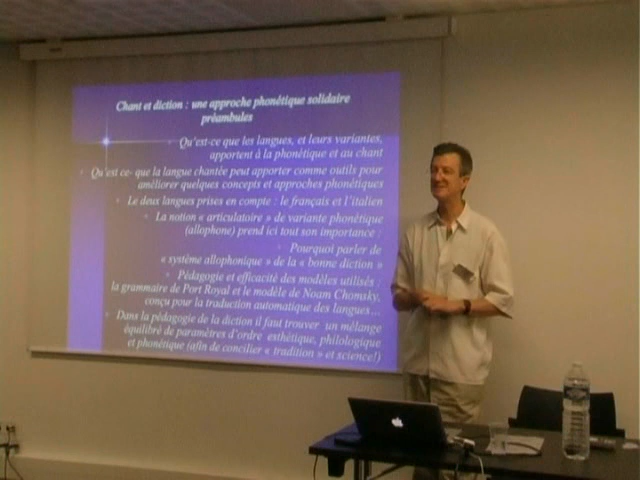 Chant et diction : une approche phonétique solidaire
préambules
Qu'est-ce que les langues, et leurs variantes,
apportent à la phonétique et au chant
Qu'est ce- que la langue chantée peut apporter comme outils pour
améliorer quelques concepts et approches phonétiques
Le deux langues prises en compte : le français et l'italien
La notion « articulatoire » de variante phonétique
(allophone) prend ici tout son importance :
Pourquoi parler de
« système allophonique » de la « bonne diction »
Pédagogie et efficacité des modèles utilisés :
la grammaire de Port Royal et le modèle de Noam Chomsky,
conçu pour la traduction automatique des langues…
Dans la pédagogie de la diction il faut trouver un mélange
équilibré de paramètres d'ordre esthétique, philologique
et phonétique (afin de concilier « tradition » et science!)